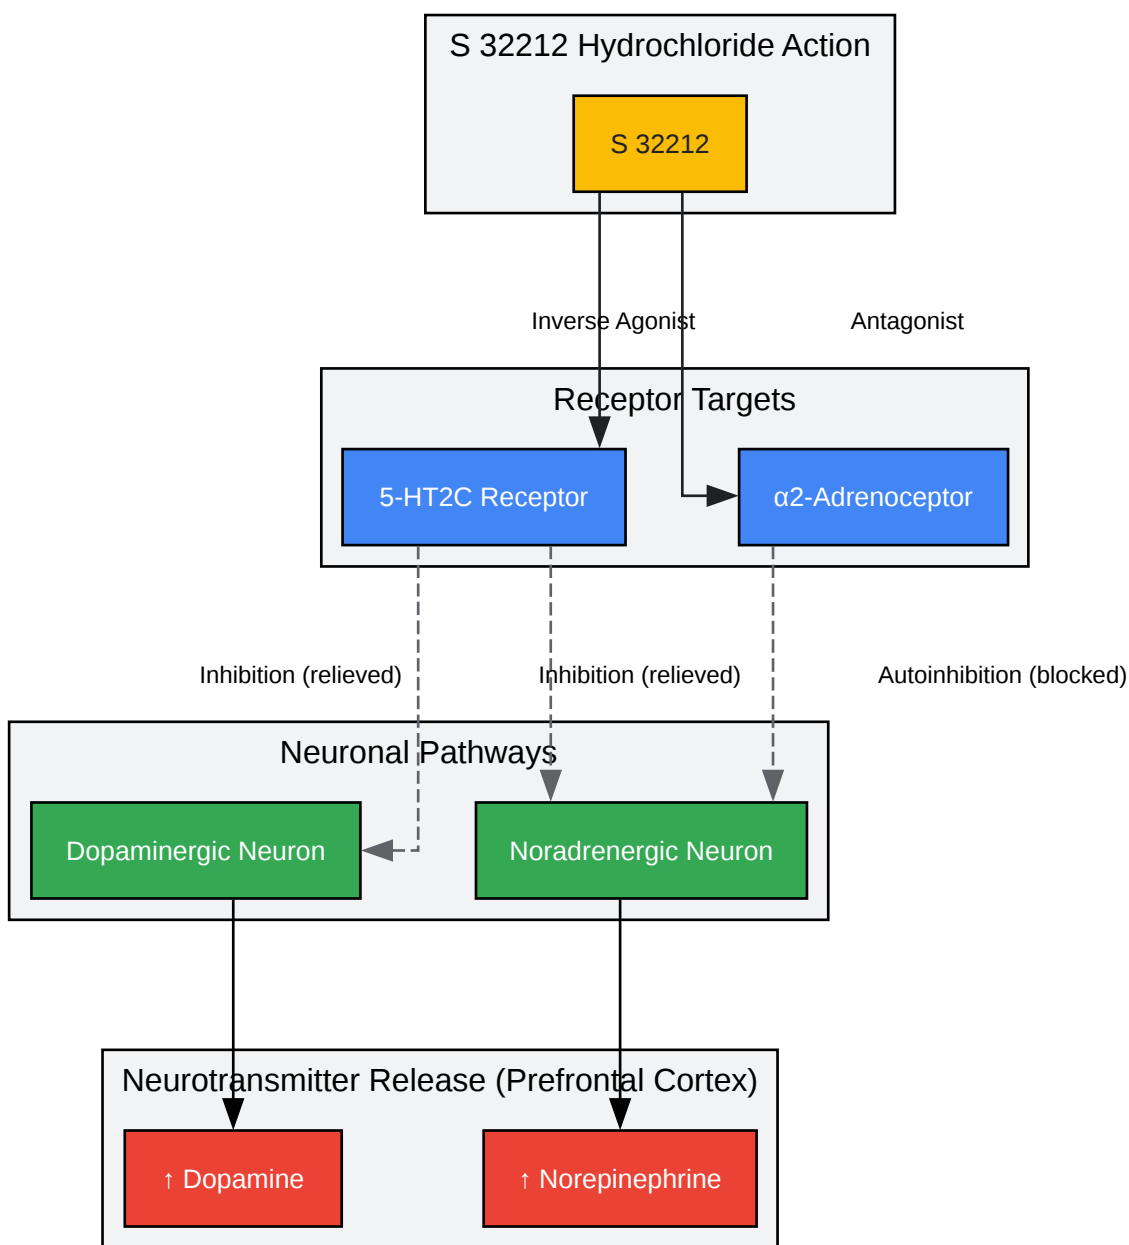 S 32212 Hydrochloride Action
S 32212
Inverse Agonist
Antagonist
Receptor Targets
5-HT2C Receptor
α2-Adrenoceptor
Inhibition (relieved)
Inhibition (relieved)
Autoinhibition (blocked)
Neuronal Pathways
Dopaminergic Neuron
Noradrenergic Neuron
Neurotransmitter Release (Prefrontal Cortex)
↑ Dopamine
↑ Norepinephrine